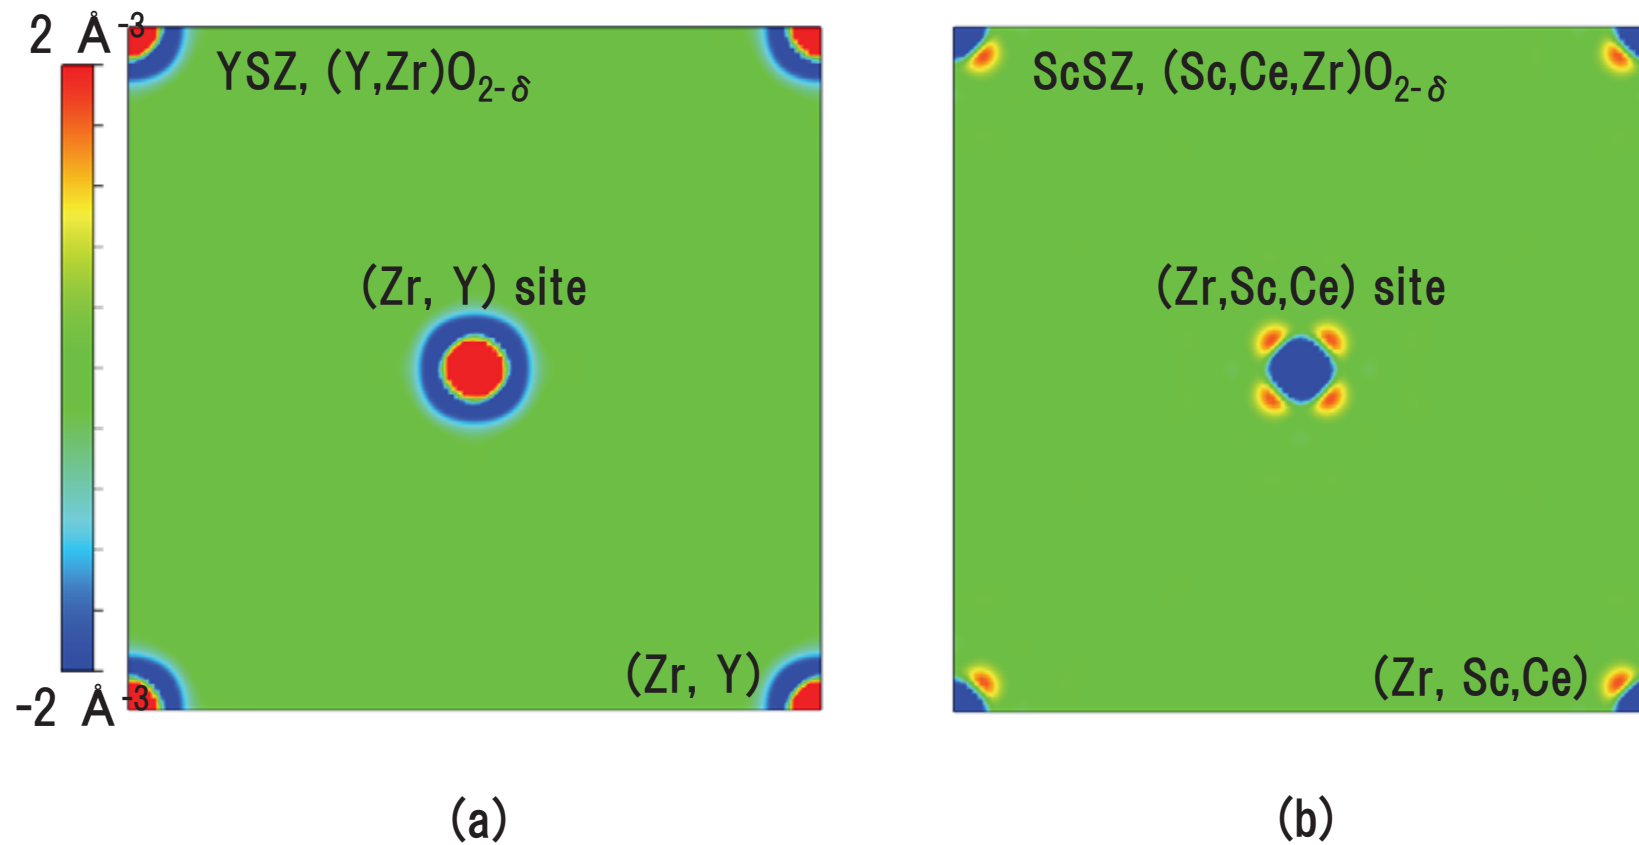 2 Å⁻³
YSZ, (Y,Zr)O₂₋δ
(Zr, Y) site
(Zr, Y)
-2 Å⁻³
(a)
ScSZ, (Sc,Ce,Zr)O₂₋δ
(Zr,Sc,Ce) site
(Zr, Sc,Ce)
(b)